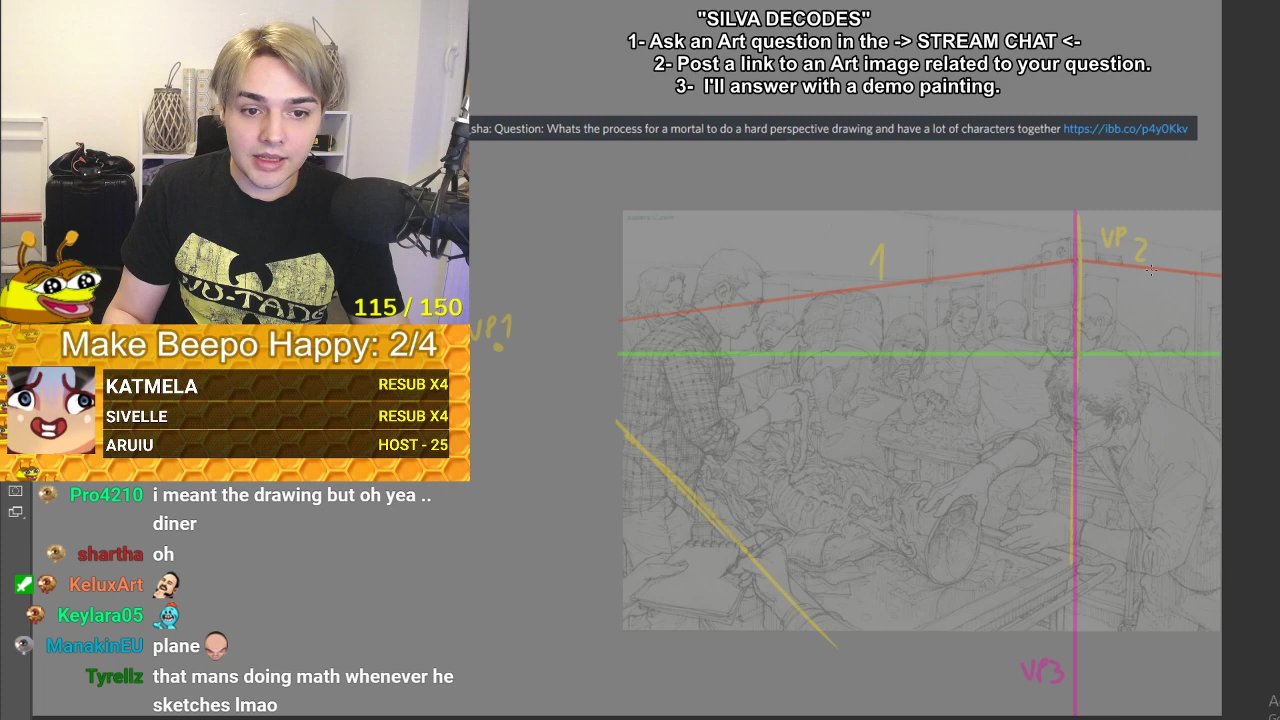 "SILVA DECODES"
1- Ask an Art question in the -> STREAM CHAT <-
2- Post a link to an Art image related to your question.
3- I'll answer with a demo painting.
sha: Question: Whats the process for a mortal to do a hard perspective drawing and have a lot of characters together https://ibb.co/p4y0Kkv
1
VP 2
VP1
VP3
WU-TANG
115 / 150
Make Beepo Happy: 2/4
KATMELA RESUB X4
SIVELLE RESUB X4
ARUIU HOST - 25
Pro4210 i meant the drawing but oh yea ..
diner
shartha oh
KeluxArt
Keylara05
ManakinEU plane
Tyrellz that mans doing math whenever he
sketches lmao